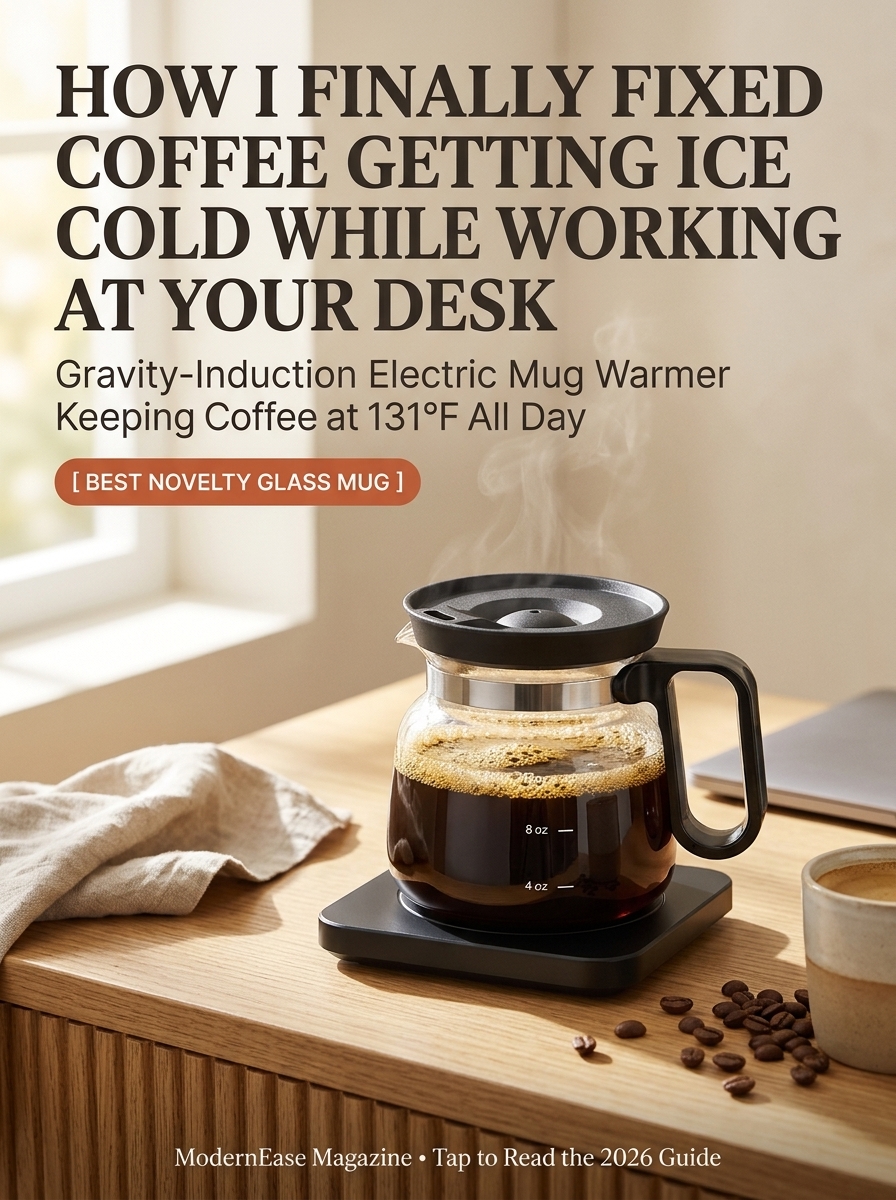 HOW I FINALLY FIXED
COFFEE GETTING ICE
COLD WHILE WORKING
AT YOUR DESK
Gravity-Induction Electric Mug Warmer
Keeping Coffee at 131°F All Day
[ BEST NOVELTY GLASS MUG ]
8 oz
4 oz
ModernEase Magazine • Tap to Read the 2026 Guide